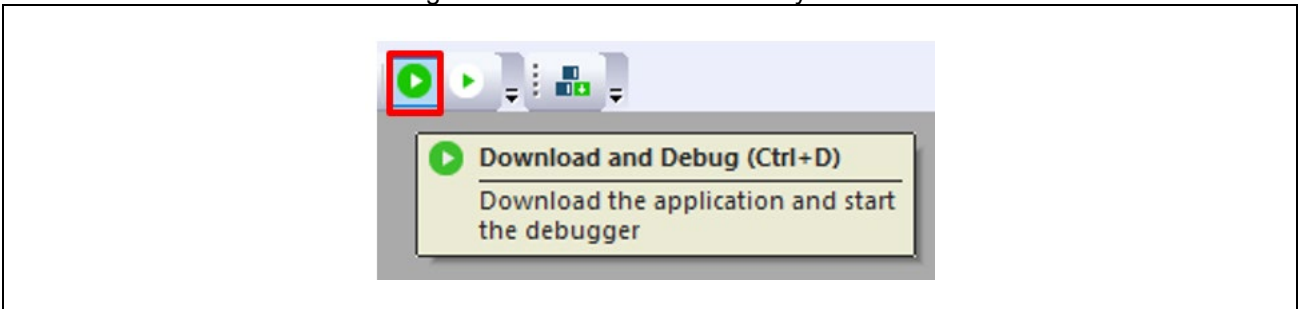 Download and Debug (Ctrl+D)
Download the application and start
the debugger